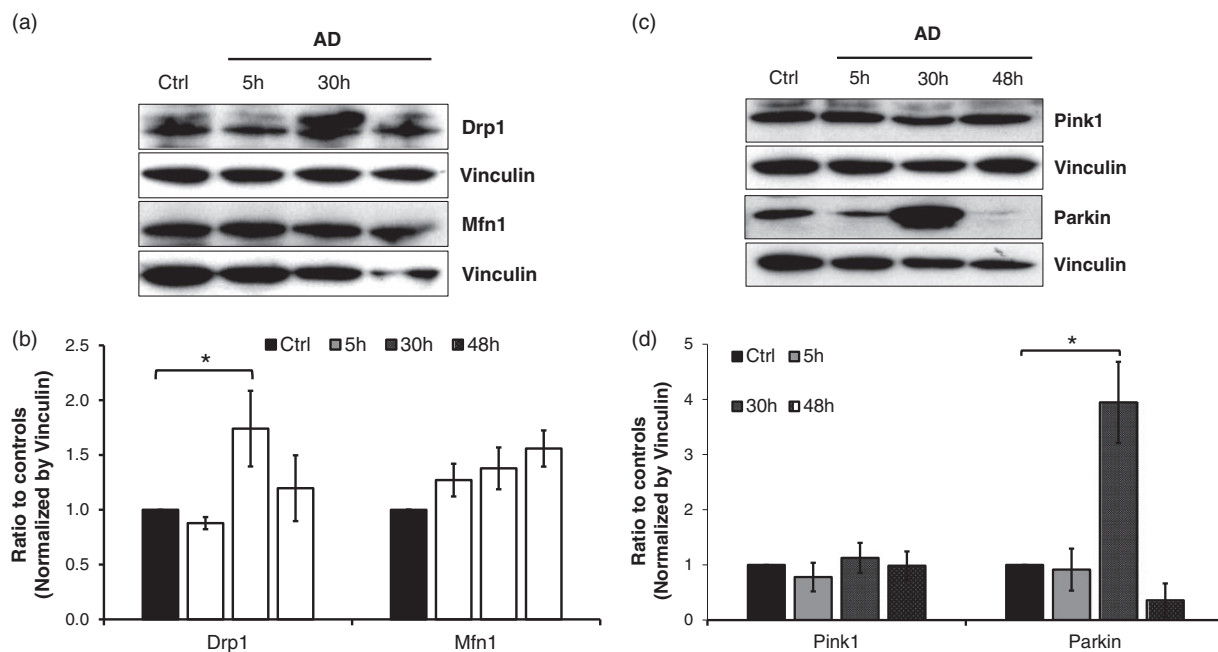 (a)
AD
Ctrl 5h 30h
Drp1
Vinculin
Mfn1
Vinculin
(c)
AD
Ctrl 5h 30h 48h
Pink1
Vinculin
Parkin
Vinculin
(b)
Ctrl 5h 30h 48h
*
Ratio to controls
(Normalized by Vinculin)
2.5
2.0
1.5
1.0
0.5
0.0
Drp1 Mfn1
(d)
Ctrl 5h
30h 48h
*
Ratio to controls
(Normalized by Vinculin)
5
4
3
2
1
0
Pink1 Parkin